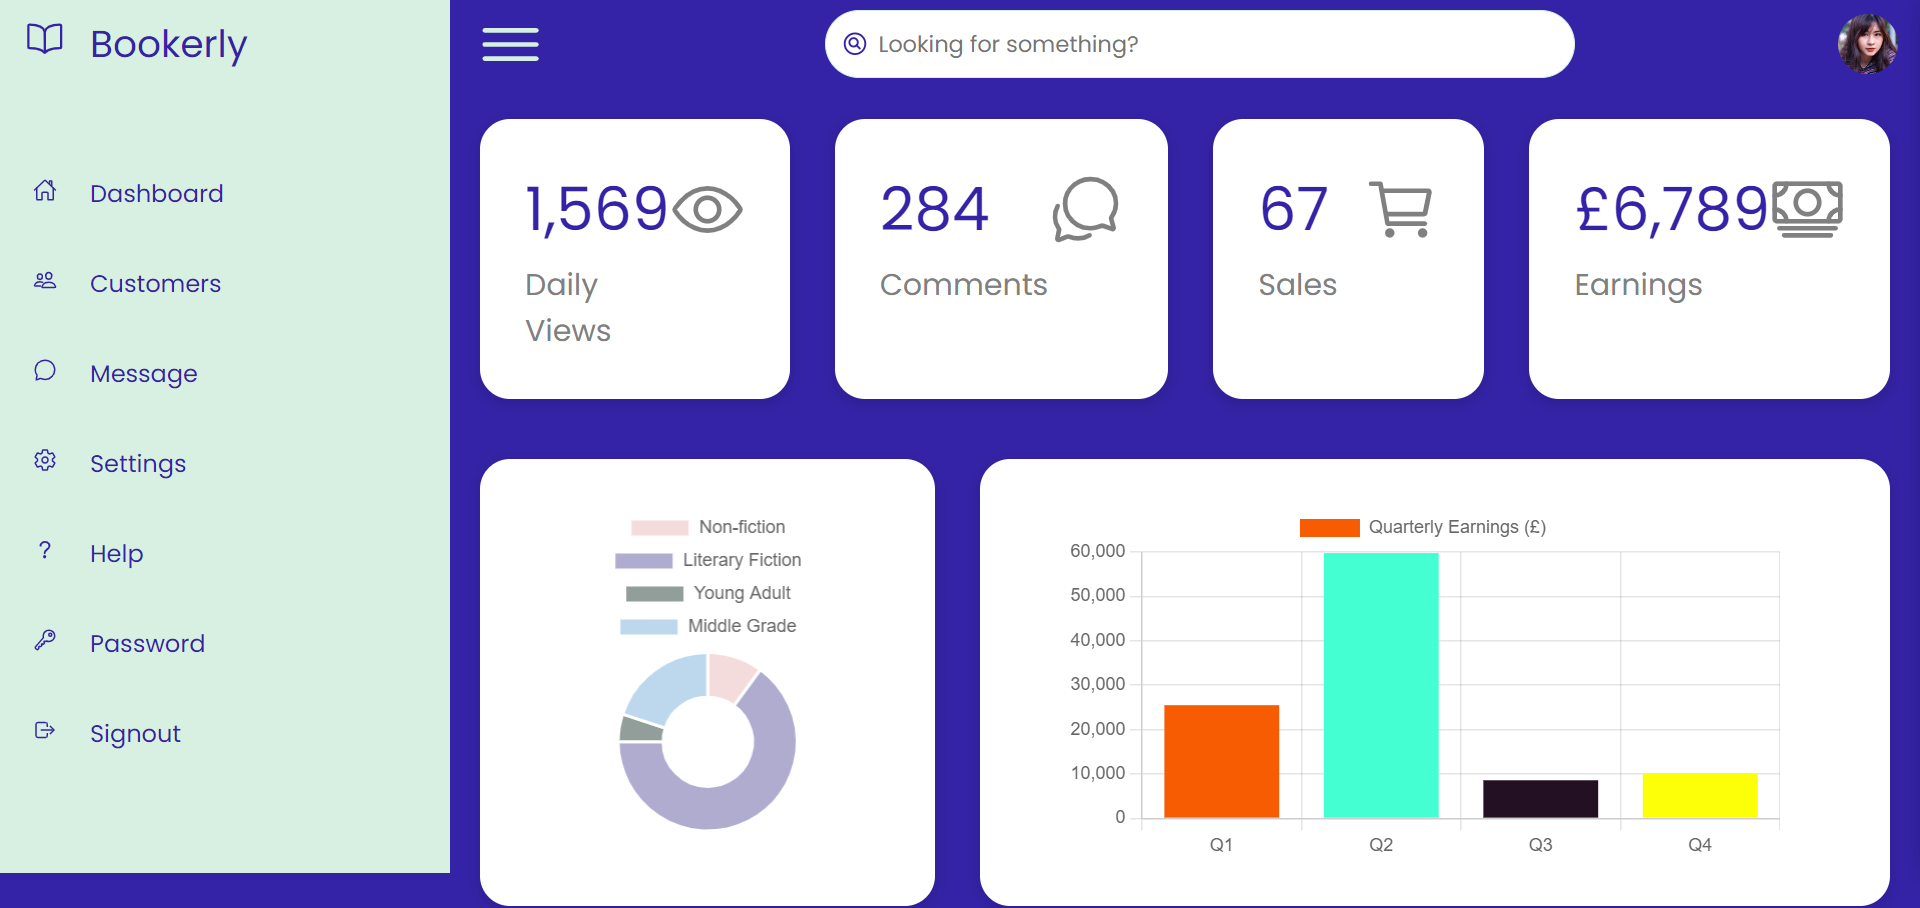 Bookerly
Looking for something?
Dashboard
Customers
Message
Settings
?
Help
Password
Signout
1,569
Daily
Views
284
Comments
67
Sales
£6,789
Earnings
Non-fiction
Literary Fiction
Young Adult
Middle Grade
Quarterly Earnings (£)
60,000
50,000
40,000
30,000
20,000
10,000
0
Q1 Q2 Q3 Q4